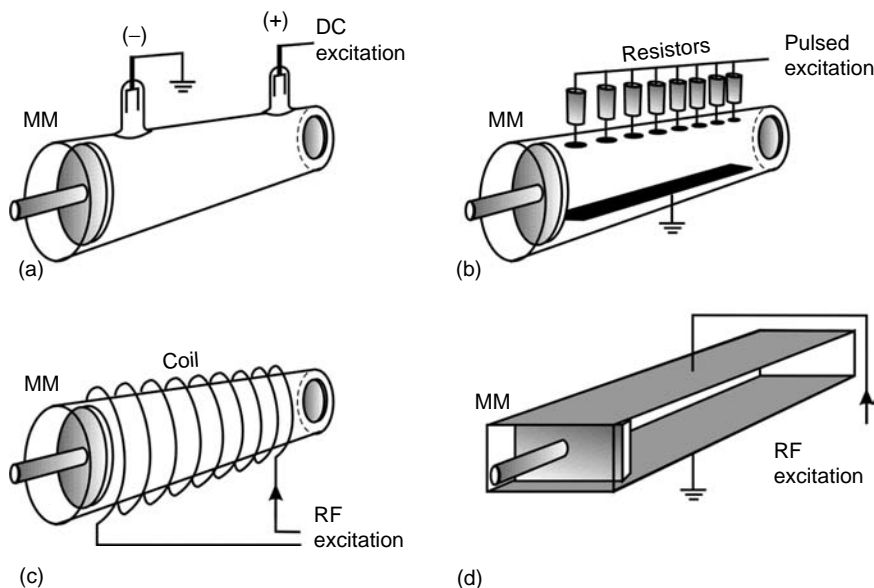 (–)
(+)
DC
excitation
MM
(a)
Resistors
Pulsed
excitation
MM
(b)
Coil
MM
RF
excitation
(c)
MM
RF
excitation
(d)